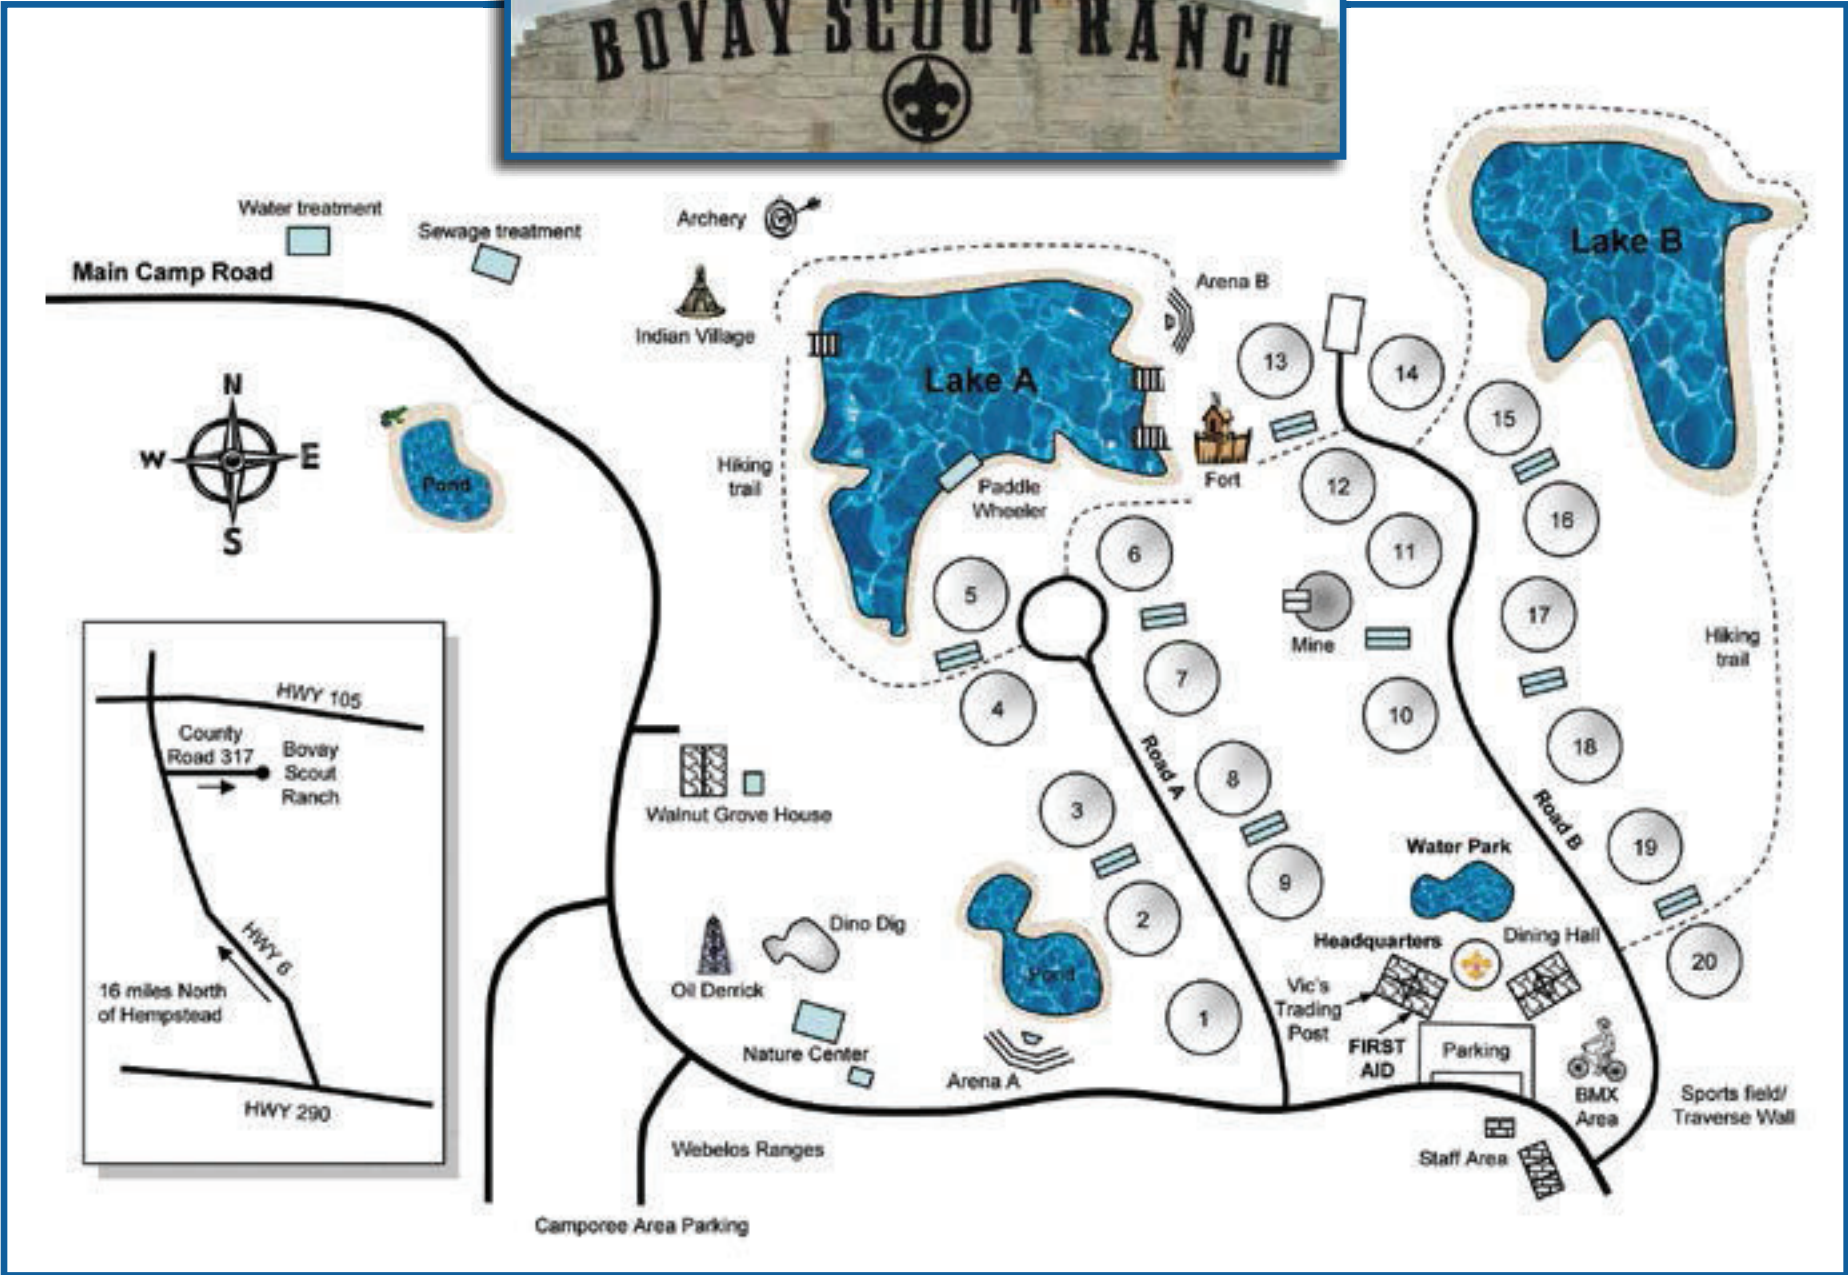 BOVAY SCOUT RANCH
Water treatment
Sewage treatment
Archery
Main Camp Road
Indian Village
Arena B
Lake B
Lake A
N
W
E
S
Pond
Hiking
trail
Paddle
Wheeler
Fort
13
14
15
12
16
11
6
5
17
Mine
7
4
10
18
Hiking
trail
HWY 105
County
Road 317
Bovay
Scout
Ranch
HWY 6
16 miles North
of Hempstead
HWY 290
Walnut Grove House
Road A
8
3
9
2
1
Road B
19
20
Water Park
Oil Derrick
Dino Dig
Pond
Nature Center
Arena A
Headquarters
Dining Hall
Vic's
Trading
Post
FIRST
AID
Parking
BMX
Area
Sports field/
Traverse Wall
Staff Area
Webelos Ranges
Camporee Area Parking